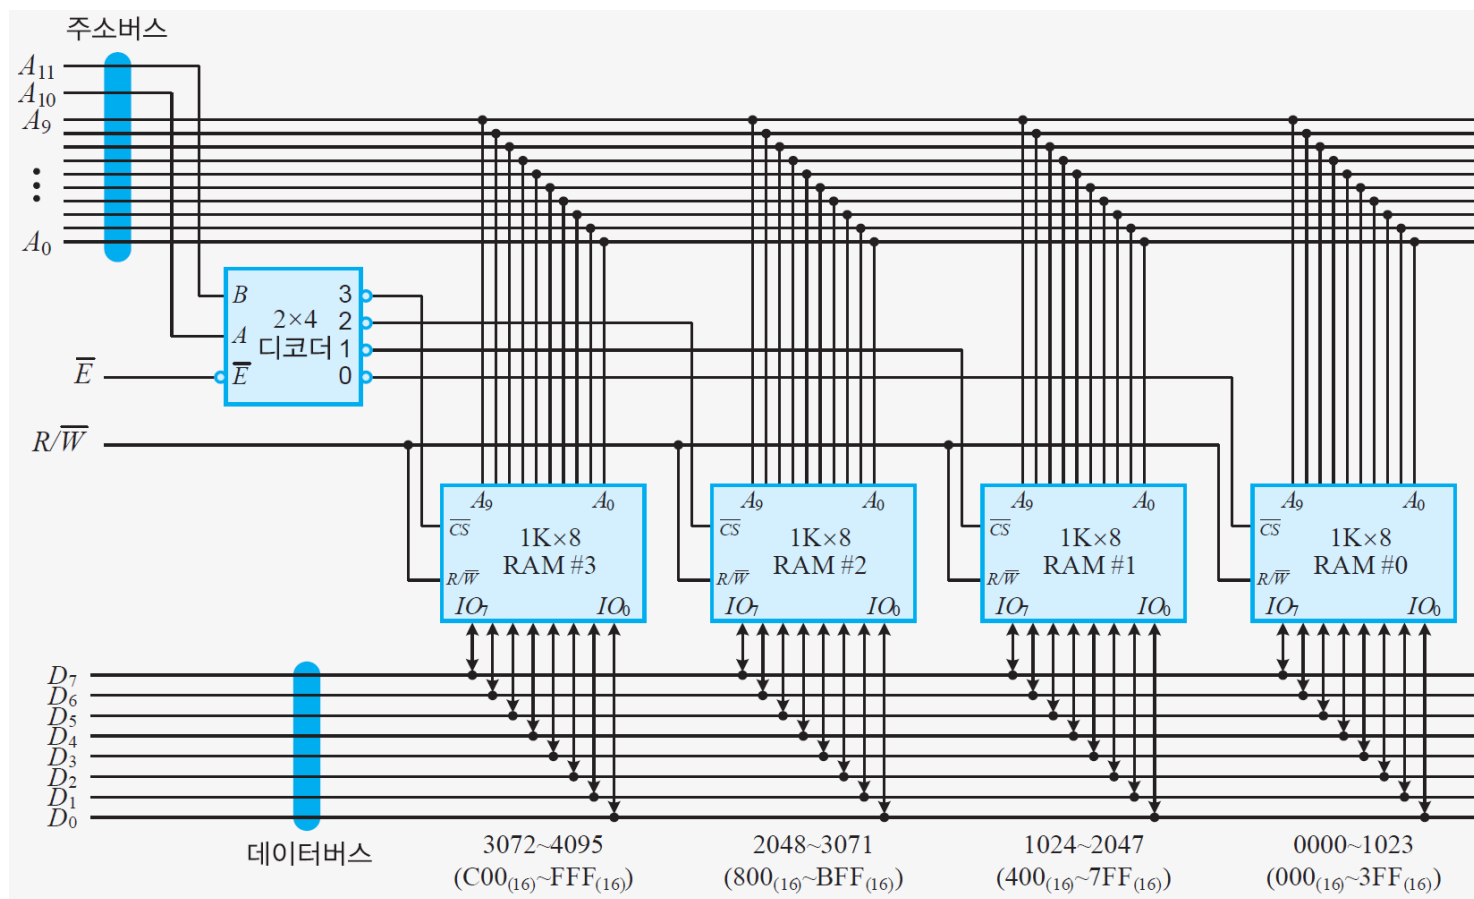 주소버스
A₁₁
A₁₀
A₉
⋮
A₀
B 3
2×4 2
A 디코더 1
E̅ E̅ 0
R/W̅
A₉ A₀ A₉ A₀ A₉ A₀ A₉ A₀
C̅S̅ 1K×8 C̅S̅ 1K×8 C̅S̅ 1K×8 C̅S̅ 1K×8
RAM #3 RAM #2 RAM #1 RAM #0
R/W̅ R/W̅ R/W̅ R/W̅
IO₇ IO₀ IO₇ IO₀ IO₇ IO₀ IO₇ IO₀
D₇
D₆
D₅
D₄
D₃
D₂
D₁
D₀
데이터버스
3072~4095 2048~3071 1024~2047 0000~1023
(C00₍₁₆₎~FFF₍₁₆₎) (800₍₁₆₎~BFF₍₁₆₎) (400₍₁₆₎~7FF₍₁₆₎) (000₍₁₆₎~3FF₍₁₆₎)